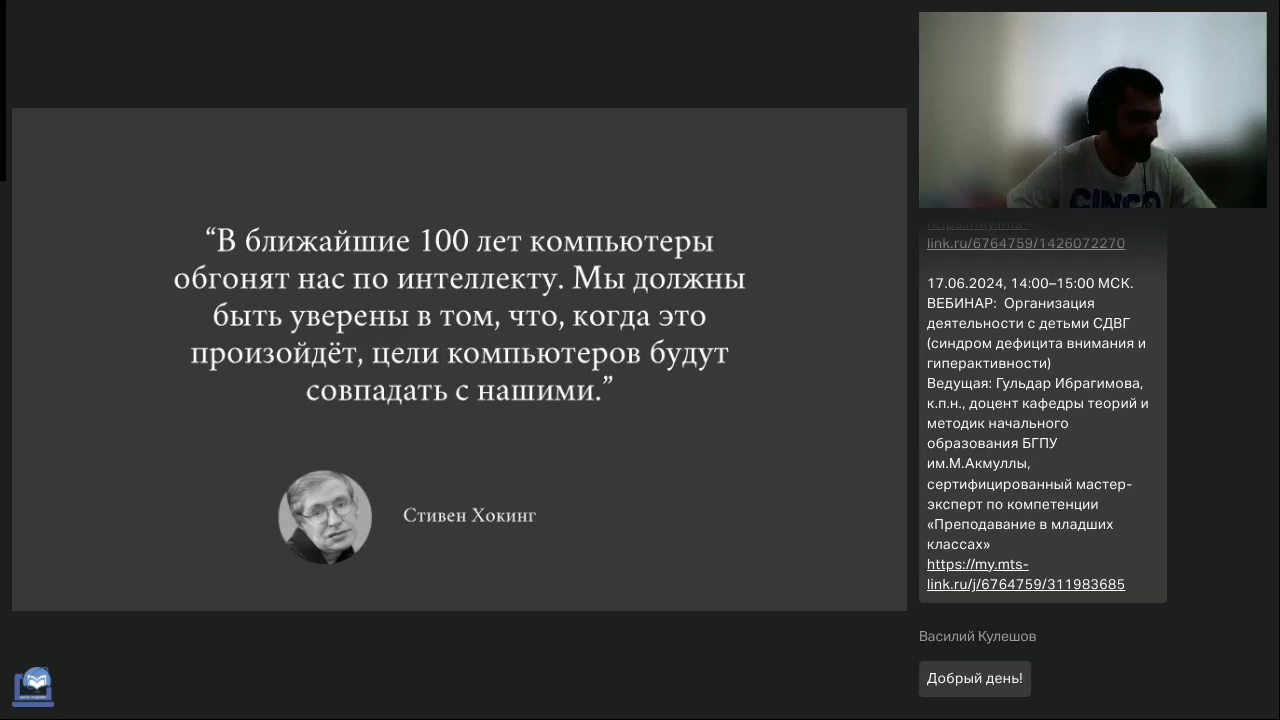 “В ближайшие 100 лет компьютеры
обгонят нас по интеллекту. Мы должны
быть уверены в том, что, когда это
произойдёт, цели компьютеров будут
совпадать с нашими.”
Стивен Хокинг
CINCO
https://my.mts-
link.ru/6764759/1426072270
17.06.2024, 14:00–15:00 МСК.
ВЕБИНАР:  Организация
деятельности с детьми СДВГ
(синдром дефицита внимания и
гиперактивности)
Ведущая: Гульдар Ибрагимова,
к.п.н., доцент кафедры теорий и
методик начального
образования БГПУ
им.М.Акмуллы,
сертифицированный мастер-
эксперт по компетенции
«Преподавание в младших
классах»
https://my.mts-
link.ru/j/6764759/311983685
Василий Кулешов
Добрый день!